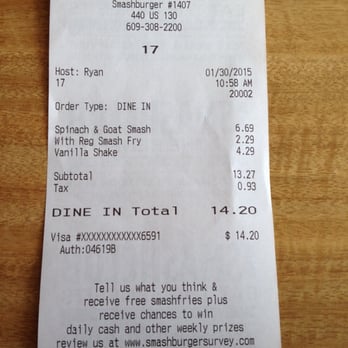 Smashburger #1407
440 US 130
609-308-2200
17
Host: Ryan 01/30/2015
17 10:58 AM
20002
Order Type: DINE IN
Spinach & Goat Smash 6.69
With Reg Smash Fry 2.29
Vanilla Shake 4.29
Subtotal 13.27
Tax 0.93
DINE IN Total 14.20
Visa #XXXXXXXXXXXX6591 $ 14.20
Auth:04619B
Tell us what you think &
receive free smashfries plus
receive chances to win
daily cash and other weekly prizes
review us at www.smashburgersurvey.com